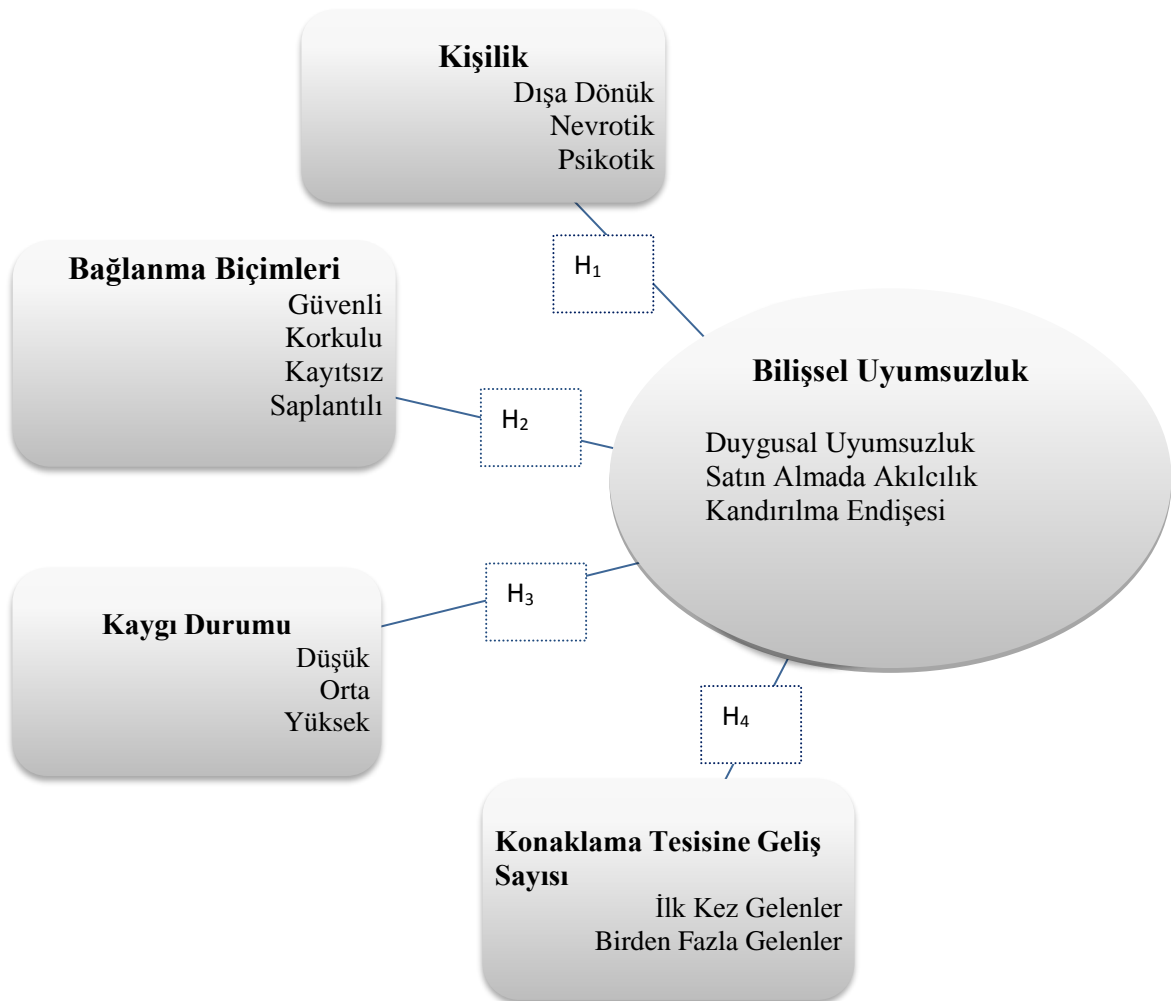 Kişilik
Dışa Dönük
Nevrotik
Psikotik
H₁
Bağlanma Biçimleri
Güvenli
Korkulu
Kayıtsız
Saplantılı
H₂
Bilişsel Uyumsuzluk
Duygusal Uyumsuzluk
Satın Almada Akılcılık
Kandırılma Endişesi
H₃
Kaygı Durumu
Düşük
Orta
Yüksek
H₄
Konaklama Tesisine Geliş
Sayısı
İlk Kez Gelenler
Birden Fazla Gelenler